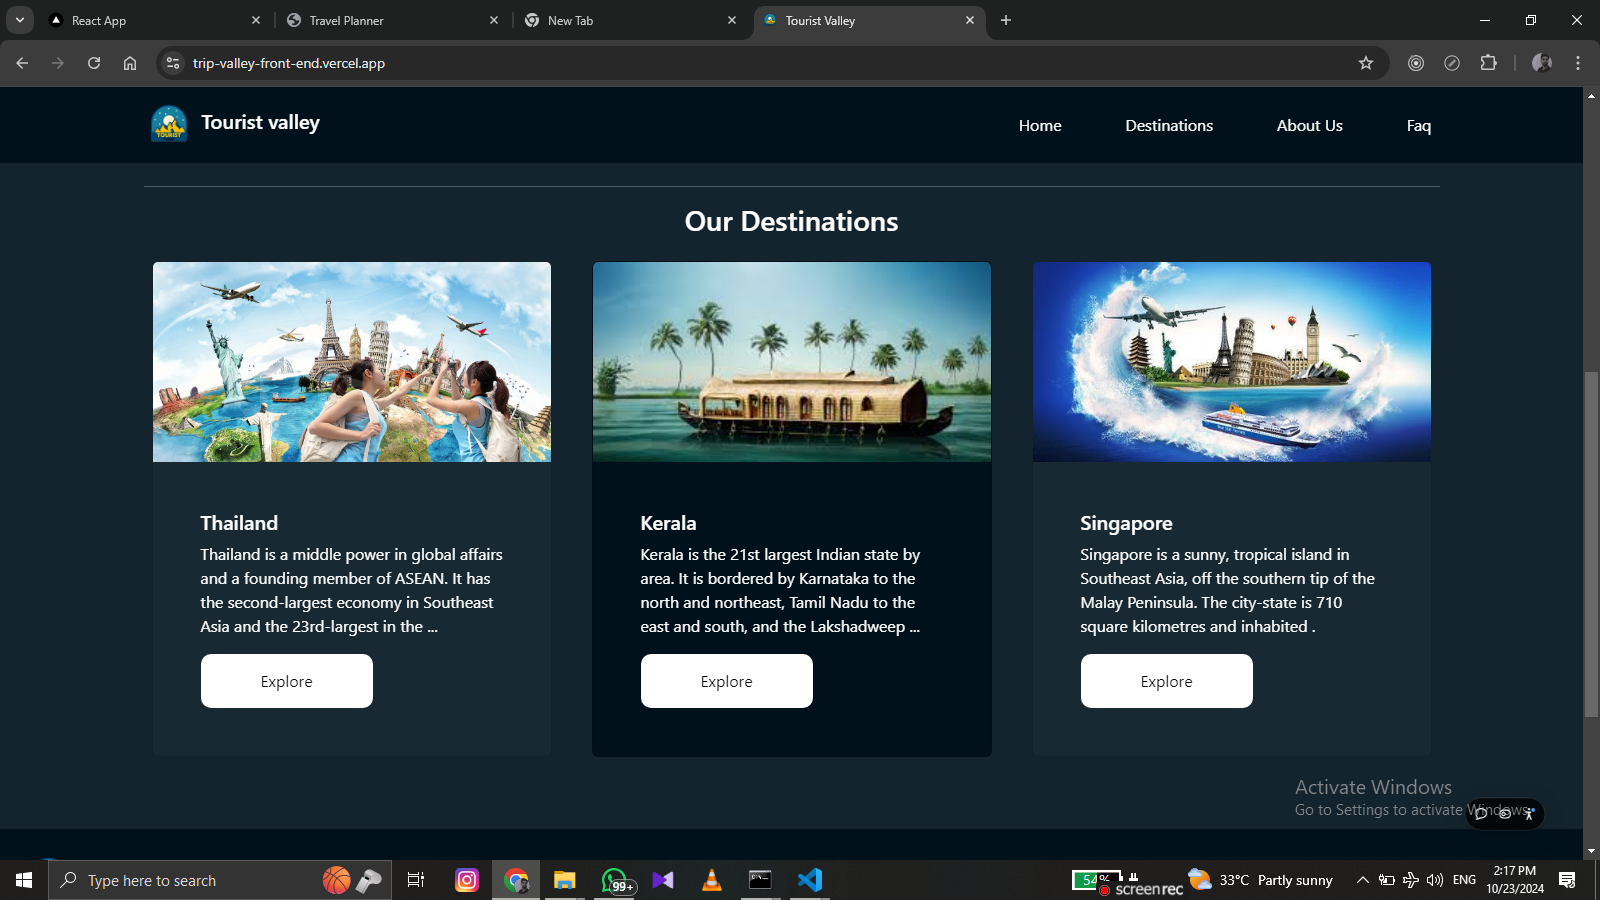 React App
Travel Planner
New Tab
Tourist Valley
trip-valley-front-end.vercel.app
TOURIST
Tourist valley
Home
Destinations
About Us
Faq
Our Destinations
Thailand
Thailand is a middle power in global affairs
and a founding member of ASEAN. It has
the second-largest economy in Southeast
Asia and the 23rd-largest in the ...
Explore
Kerala
Kerala is the 21st largest Indian state by
area. It is bordered by Karnataka to the
north and northeast, Tamil Nadu to the
east and south, and the Lakshadweep ...
Explore
Singapore
Singapore is a sunny, tropical island in
Southeast Asia, off the southern tip of the
Malay Peninsula. The city-state is 710
square kilometres and inhabited .
Explore
Activate Windows
Go to Settings to activate Windows.
Type here to search
99+
54%
screenrec
33°C Partly sunny
ENG
2:17 PM
10/23/2024